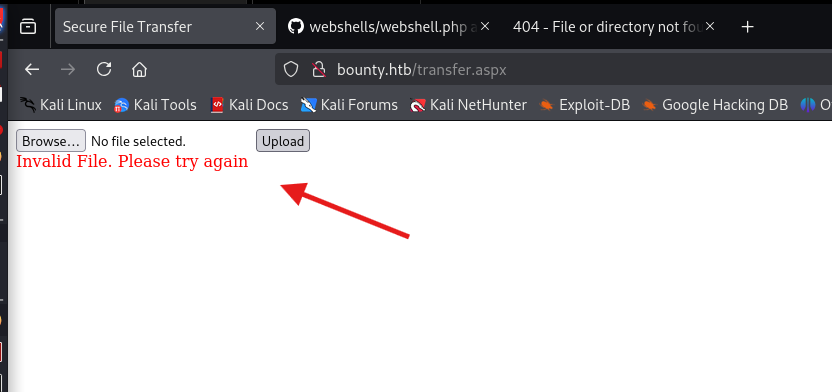 Secure File Transfer
webshells/webshell.php a
404 - File or directory not fou
bounty.htb/transfer.aspx
Kali Linux Kali Tools Kali Docs Kali Forums Kali NetHunter Exploit-DB Google Hacking DB
Browse... No file selected. Upload
Invalid File. Please try again